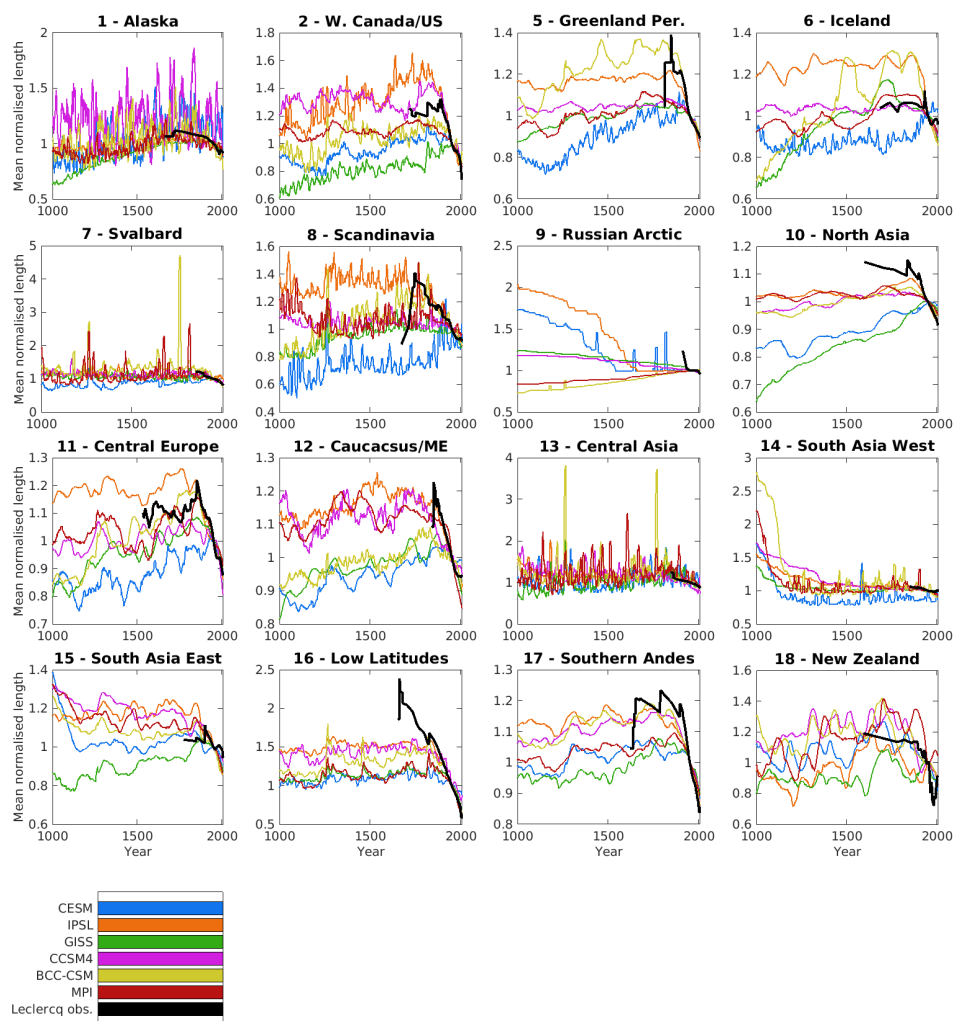 1 - Alaska
2 - W. Canada/US
5 - Greenland Per.
6 - Iceland
Mean normalised length
2
1.5
1
0.5
1000 1500 2000
1.8
1.6
1.4
1.2
1
0.8
0.6
1000 1500 2000
1.4
1.2
1
0.8
0.6
1000 1500 2000
1.4
1.2
1
0.8
0.6
1000 1500 2000
7 - Svalbard
8 - Scandinavia
9 - Russian Arctic
10 - North Asia
Mean normalised length
5
4
3
2
1
0
1000 1500 2000
1.6
1.4
1.2
1
0.8
0.6
0.4
1000 1500 2000
2.5
2
1.5
1
0.5
1000 1500 2000
1.2
1.1
1
0.9
0.8
0.7
0.6
1000 1500 2000
11 - Central Europe
12 - Caucacsus/ME
13 - Central Asia
14 - South Asia West
Mean normalised length
1.3
1.2
1.1
1
0.9
0.8
0.7
1000 1500 2000
1.3
1.2
1.1
1
0.9
0.8
1000 1500 2000
4
3
2
1
0
1000 1500 2000
3
2.5
2
1.5
1
0.5
1000 1500 2000
15 - South Asia East
16 - Low Latitudes
17 - Southern Andes
18 - New Zealand
Mean normalised length
1.4
1.2
1
0.8
0.6
1000 1500 2000
Year
2.5
2
1.5
1
0.5
1000 1500 2000
Year
1.3
1.2
1.1
1
0.9
0.8
1000 1500 2000
Year
1.6
1.4
1.2
1
0.8
0.6
1000 1500 2000
Year
CESM
IPSL
GISS
CCSM4
BCC-CSM
MPI
Leclercq obs.